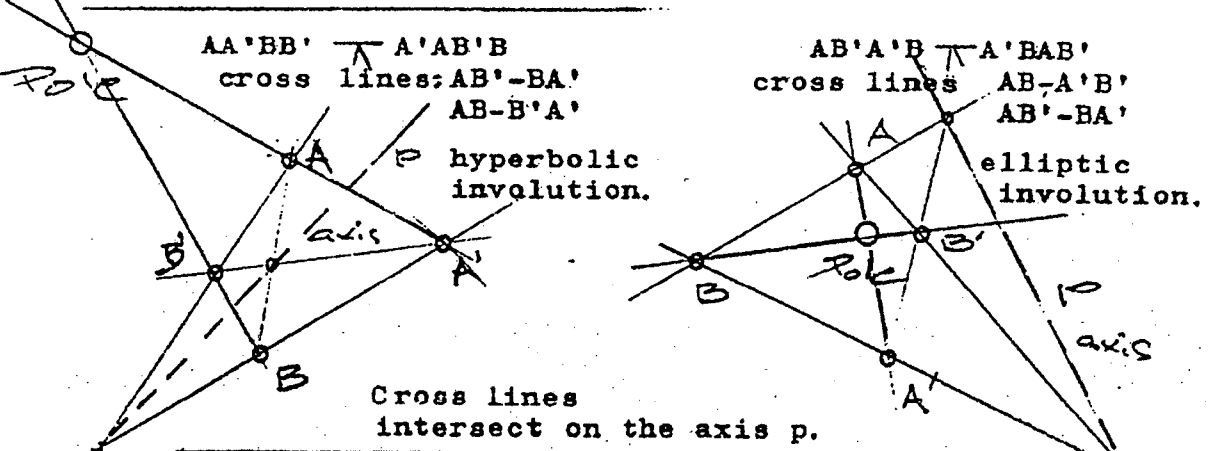 AA'BB' ⊼ A'AB'B
cross lines; AB'-BA'
AB-B'A'
Pole
A
P
hyperbolic
involution.
axis
B'
A'
B
AB'A'B ⊼ A'BAB'
cross lines AB-A'B'
AB'-BA'
A
elliptic
involution.
B'
Pole
B
P
axis
A'
Cross lines
intersect on the axis p.